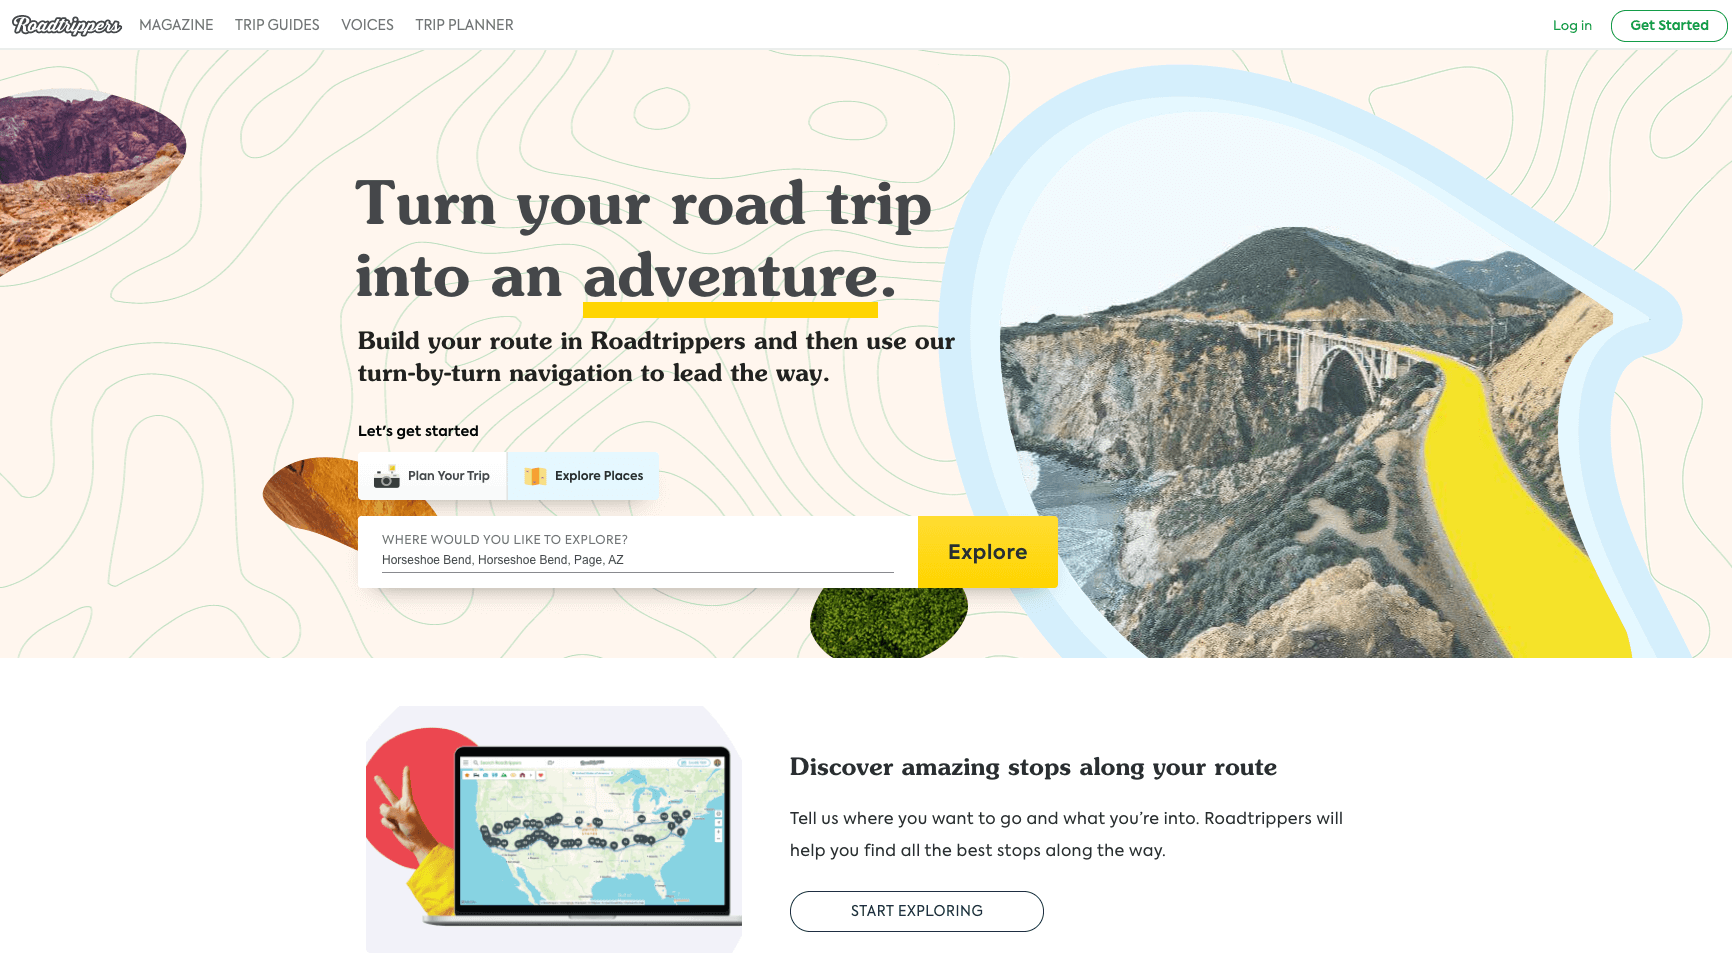 Roadtrippers MAGAZINE TRIP GUIDES VOICES TRIP PLANNER Log in Get Started
Turn your road trip
into an adventure.
Build your route in Roadtrippers and then use our
turn-by-turn navigation to lead the way.
Let's get started
Plan Your Trip Explore Places
WHERE WOULD YOU LIKE TO EXPLORE?
Horseshoe Bend, Horseshoe Bend, Page, AZ
Explore
Discover amazing stops along your route
Tell us where you want to go and what you're into. Roadtrippers will
help you find all the best stops along the way.
START EXPLORING